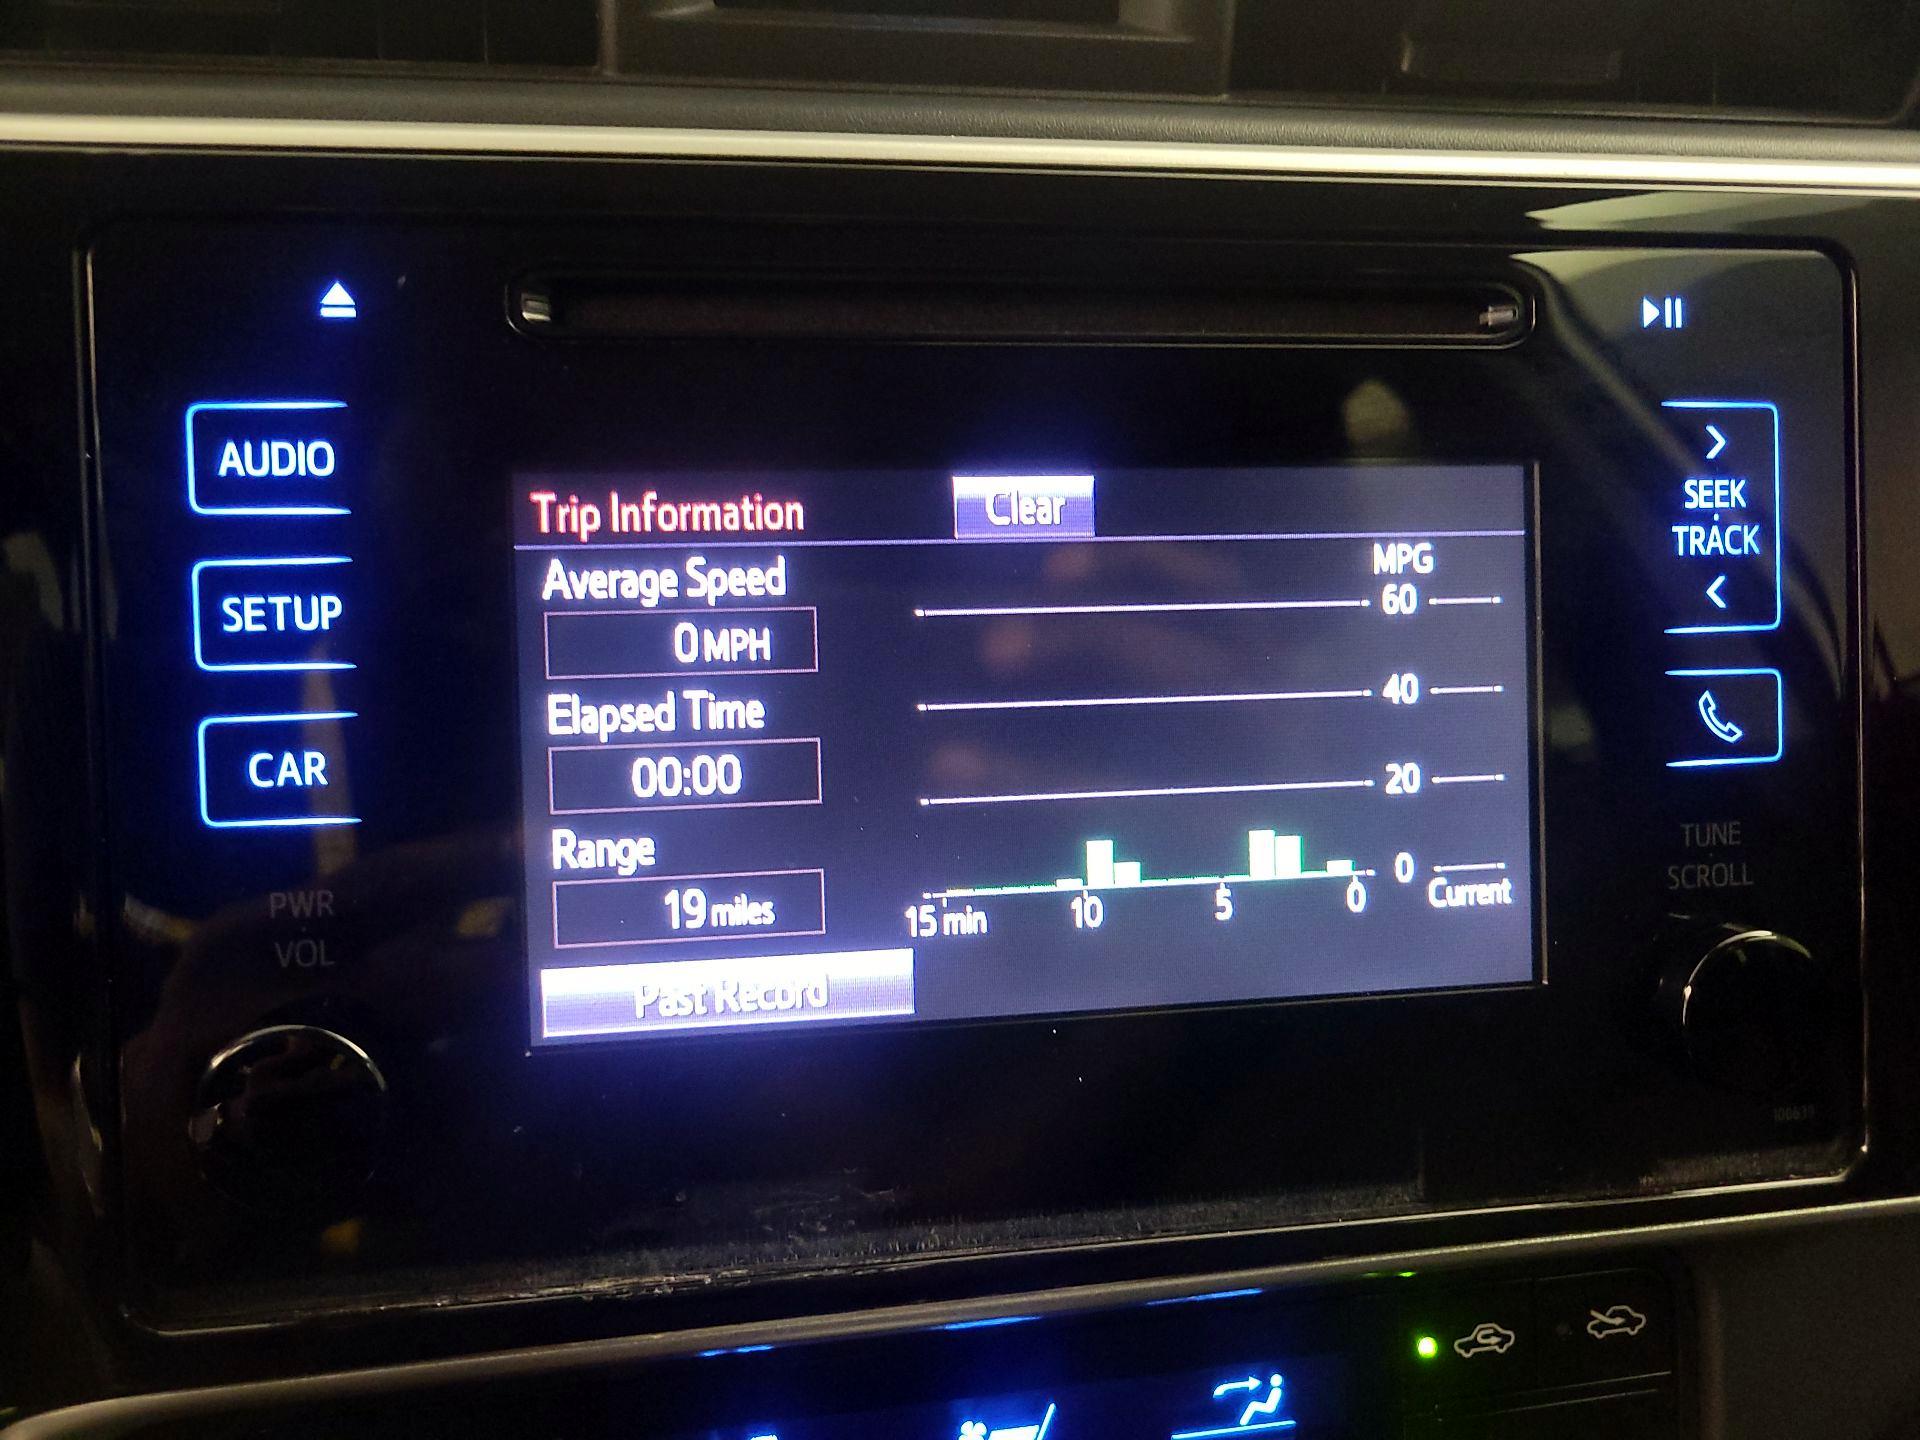 AUDIO
SETUP
CAR
PWR
VOL
Trip Information
Clear
Average Speed
0 MPH
Elapsed Time
00:00
Range
19 miles
Past Record
MPG
60
40
20
0
15 min 10 5 0 Current
SEEK
TRACK
TUNE
SCROLL
100639